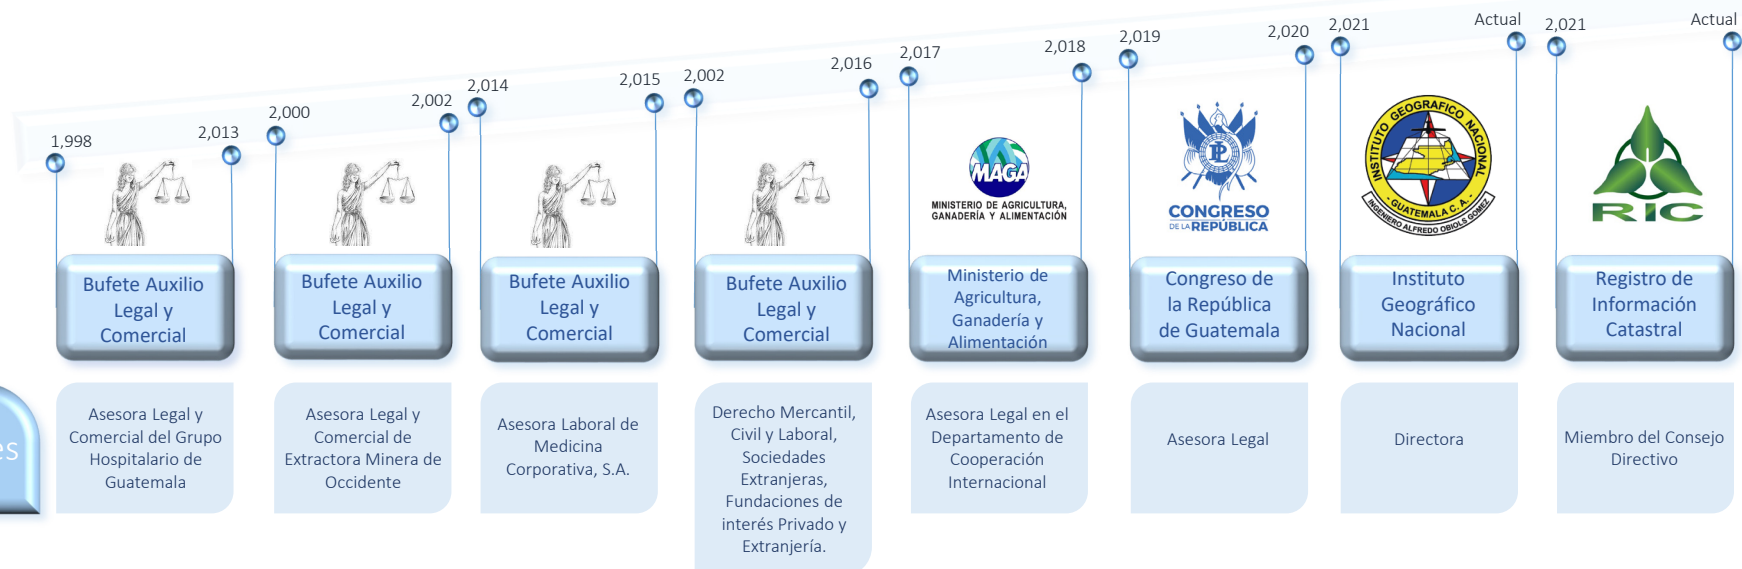 1,998
2,013
2,000
2,002
2,014
2,015
2,002
2,016
2,017
2,018
2,019
2,020
2,021
Actual
2,021
Actual
MAGA
MINISTERIO DE AGRICULTURA,
GANADERÍA Y ALIMENTACIÓN
CONGRESO
DE LA REPÚBLICA
INSTITUTO GEOGRAFICO NACIONAL
- GUATEMALA C. A. -
INGENIERO ALFREDO OBIOLS GOMEZ
RIC
Bufete Auxilio
Legal y
Comercial
Bufete Auxilio
Legal y
Comercial
Bufete Auxilio
Legal y
Comercial
Bufete Auxilio
Legal y
Comercial
Ministerio de
Agricultura,
Ganadería y
Alimentación
Congreso de
la República
de Guatemala
Instituto
Geográfico
Nacional
Registro de
Información
Catastral
Asesora Legal y
Comercial del Grupo
Hospitalario de
Guatemala
Asesora Legal y
Comercial de
Extractora Minera de
Occidente
Asesora Laboral de
Medicina
Corporativa, S.A.
Derecho Mercantil,
Civil y Laboral,
Sociedades
Extranjeras,
Fundaciones de
interés Privado y
Extranjería.
Asesora Legal en el
Departamento de
Cooperación
Internacional
Asesora Legal
Directora
Miembro del Consejo
Directivo